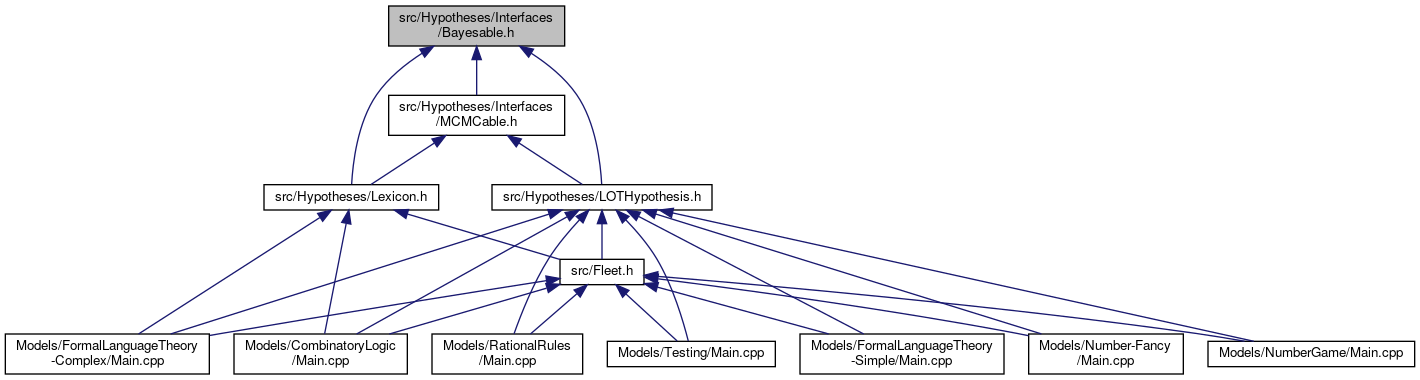 src/Hypotheses/Interfaces
/Bayesable.h
src/Hypotheses/Interfaces
/MCMCable.h
src/Hypotheses/Lexicon.h
src/Hypotheses/LOTHypothesis.h
src/Fleet.h
Models/FormalLanguageTheory
-Complex/Main.cpp
Models/CombinatoryLogic
/Main.cpp
Models/RationalRules
/Main.cpp
Models/Testing/Main.cpp
Models/FormalLanguageTheory
-Simple/Main.cpp
Models/Number-Fancy
/Main.cpp
Models/NumberGame/Main.cpp